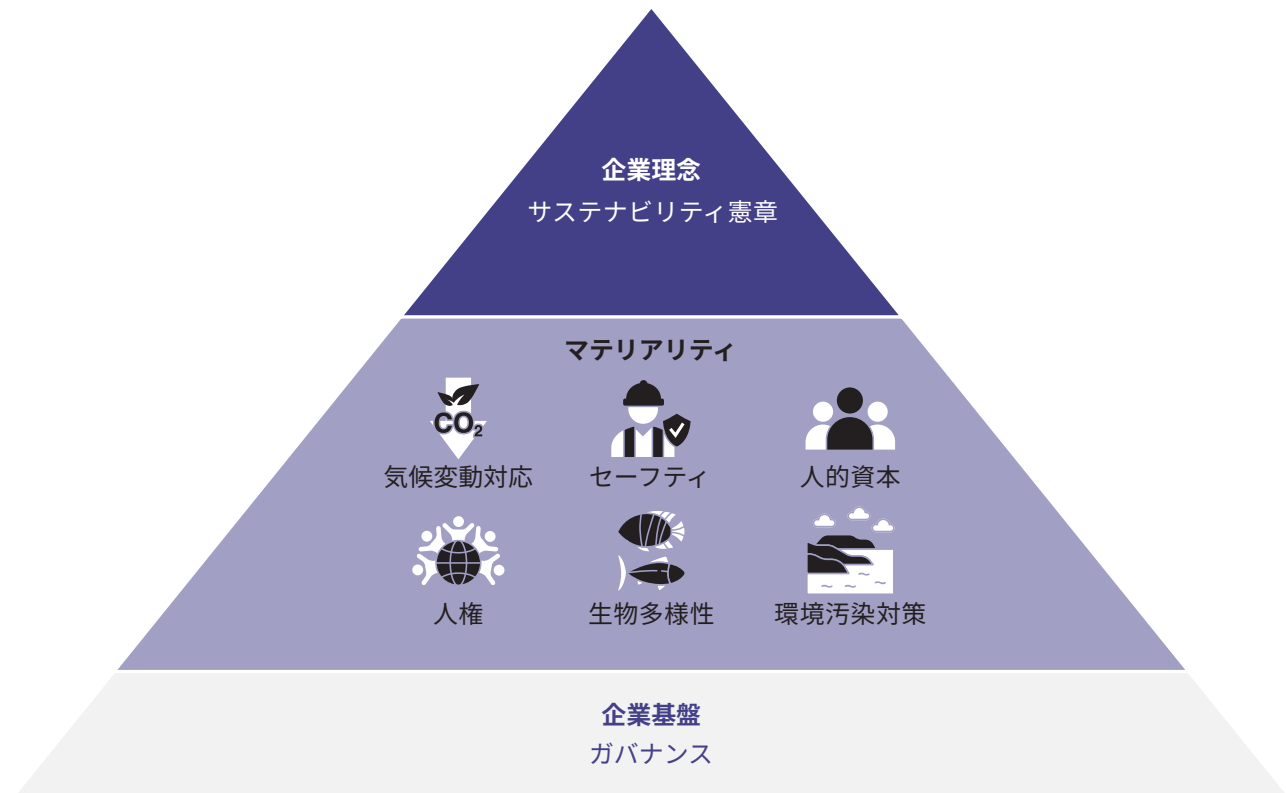 企業理念
サステナビリティ憲章
マテリアリティ
CO₂
気候変動対応
セーフティ
人的資本
人権
生物多様性
環境汚染対策
企業基盤
ガバナンス